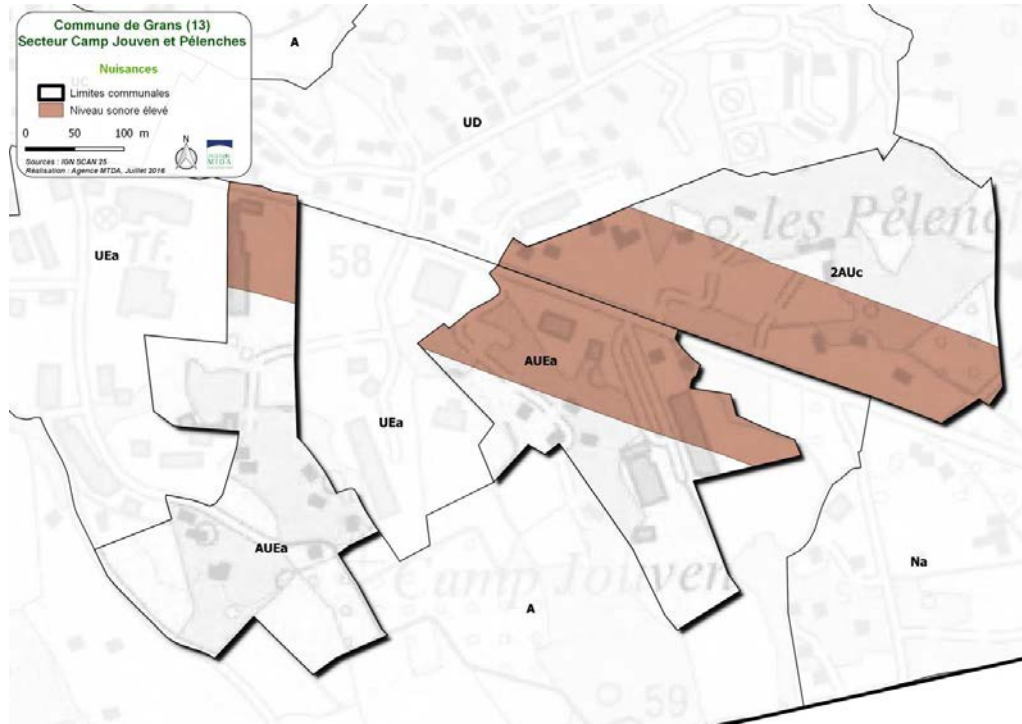 Commune de Grans (13)
Secteur Camp Jouven et Pélenches
Nuisances
UC
Limites communales
Niveau sonore élevé
0 50 100 m
N
MTDA
Sources : IGN SCAN 25
Réalisation : Agence MTDA, Juillet 2016
A
UD
les Pélencl
UEa
Tf.
58
2AUc
AUEa
UEa
AUEa
Camp Jouven
Na
A
59